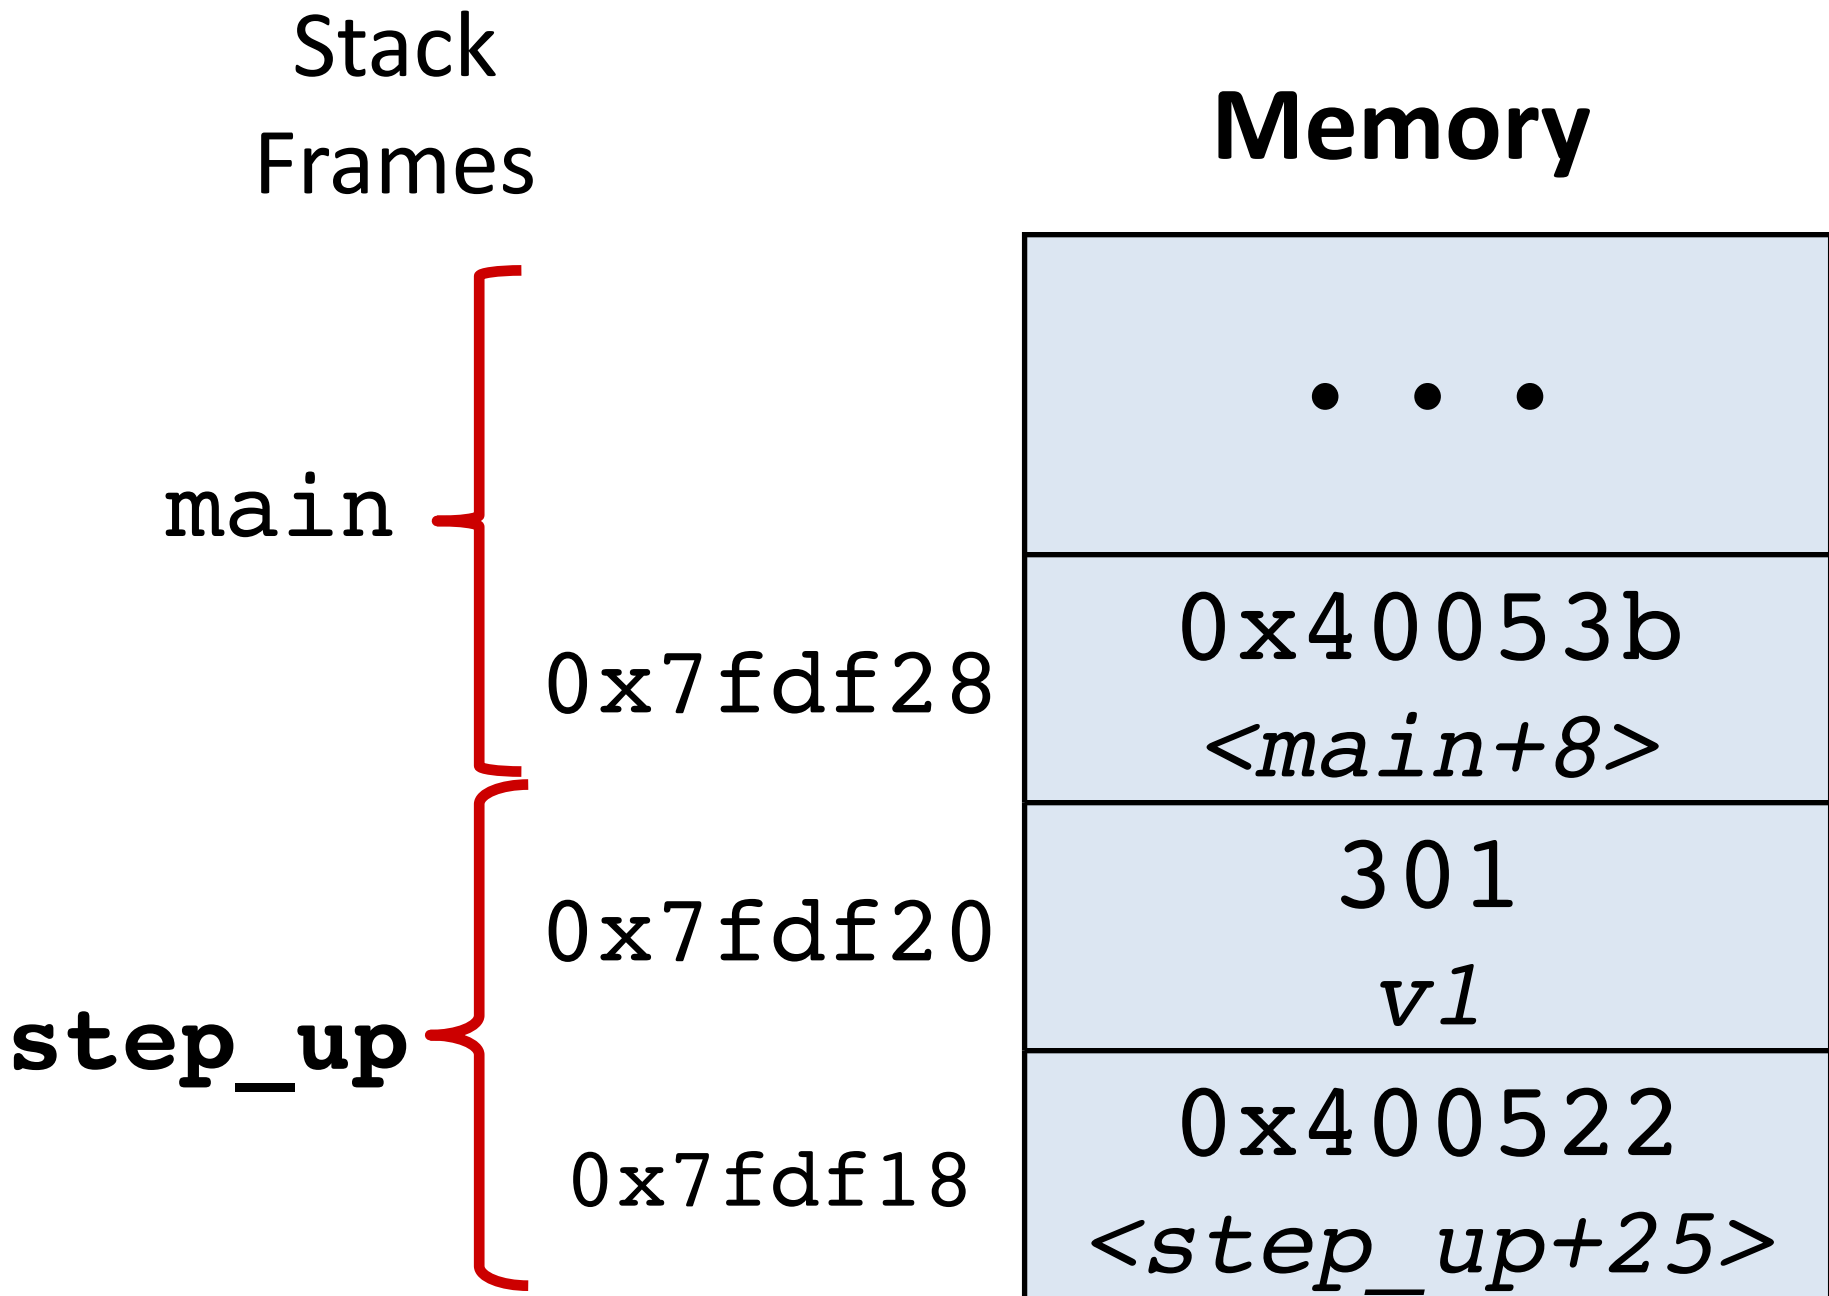 Stack
Frames
Memory
• • •
main
0x40053b
0x7fdf28
<main+8>
301
0x7fdf20
v1
step_up
0x400522
0x7fdf18
<step_up+25>